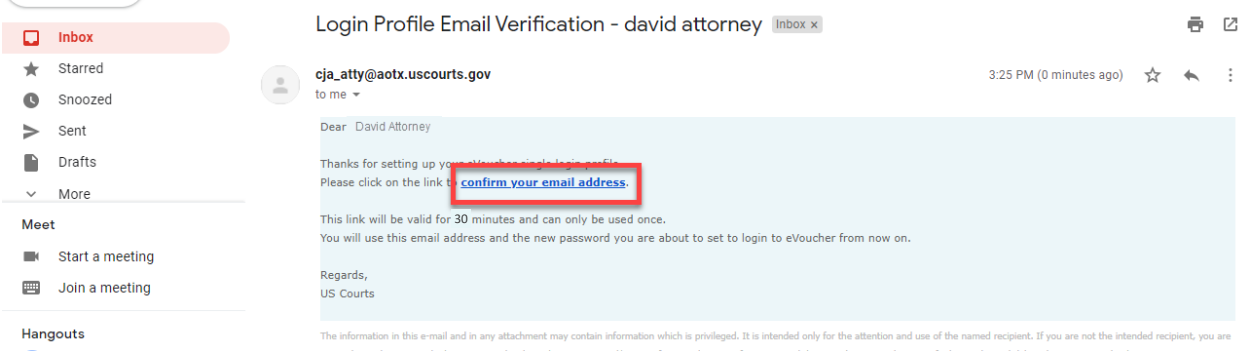 Login Profile Email Verification - david attorney Inbox x
Inbox
Starred
Snoozed
Sent
Drafts
More
Meet
Start a meeting
Join a meeting
Hangouts
cja_atty@aotx.uscourts.gov
3:25 PM (0 minutes ago)
to me
Dear David Attorney
Thanks for setting up your eVoucher single login profile.
Please click on the link to confirm your email address.
This link will be valid for 30 minutes and can only be used once.
You will use this email address and the new password you are about to set to login to eVoucher from now on.
Regards,
US Courts
The information in this e-mail and in any attachment may contain information which is privileged. It is intended only for the attention and use of the named recipient. If you are not the intended recipient, you are